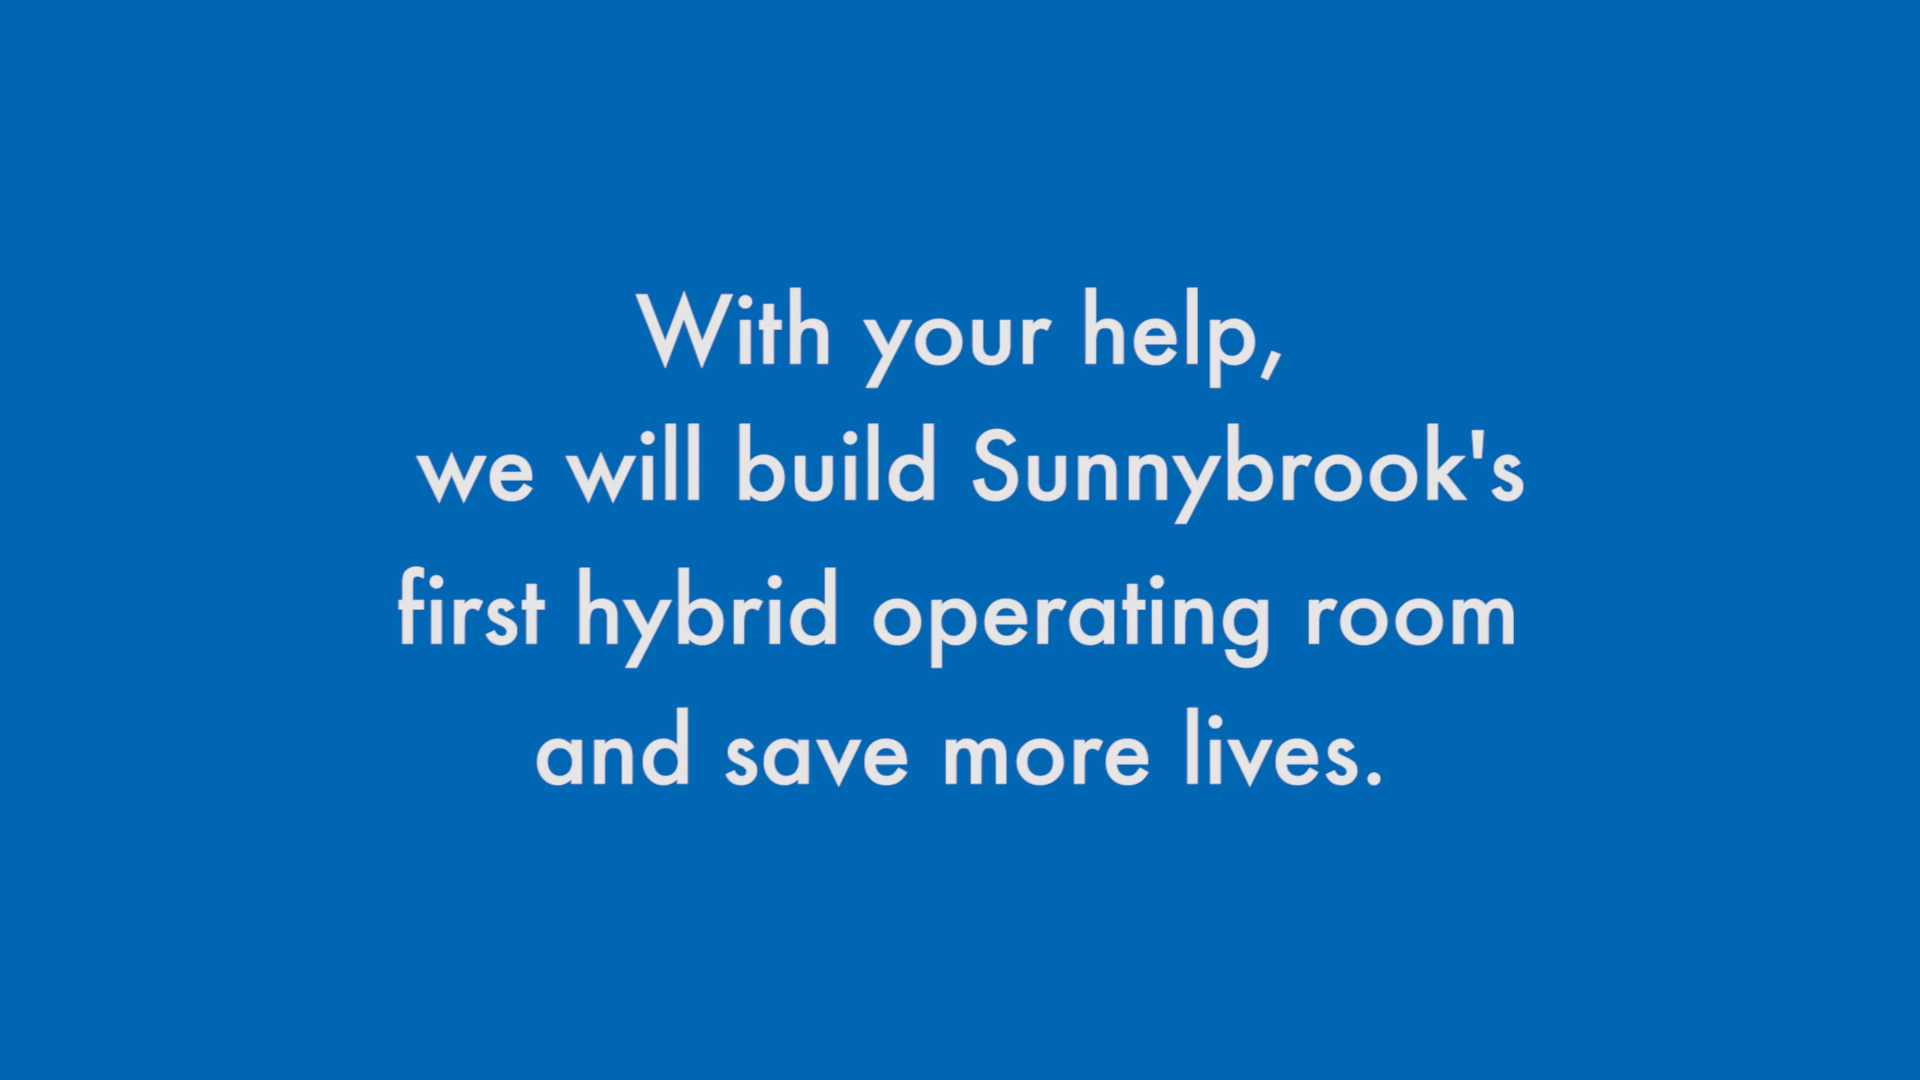 With your help,
we will build Sunnybrook's
first hybrid operating room
and save more lives.